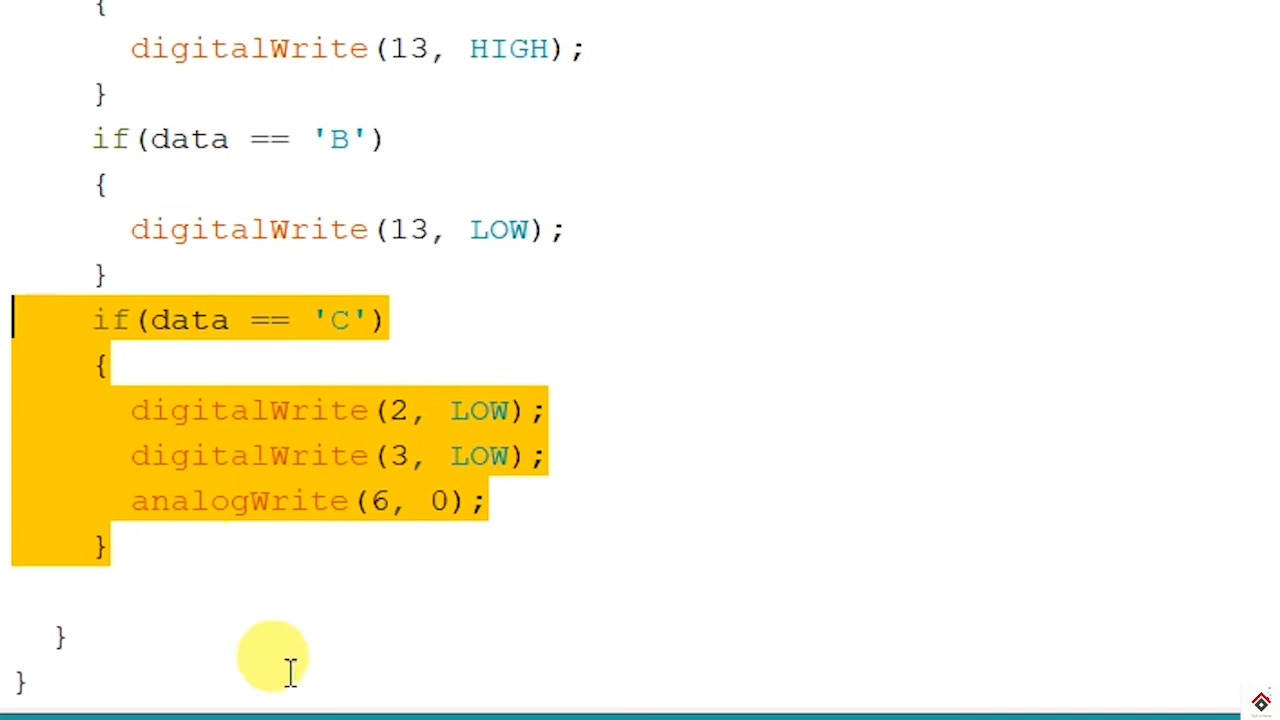 {
digitalWrite(13, HIGH);
}
if(data == 'B')
{
digitalWrite(13, LOW);
}
if(data == 'C')
{
digitalWrite(2, LOW);
digitalWrite(3, LOW);
analogWrite(6, 0);
}
}
}